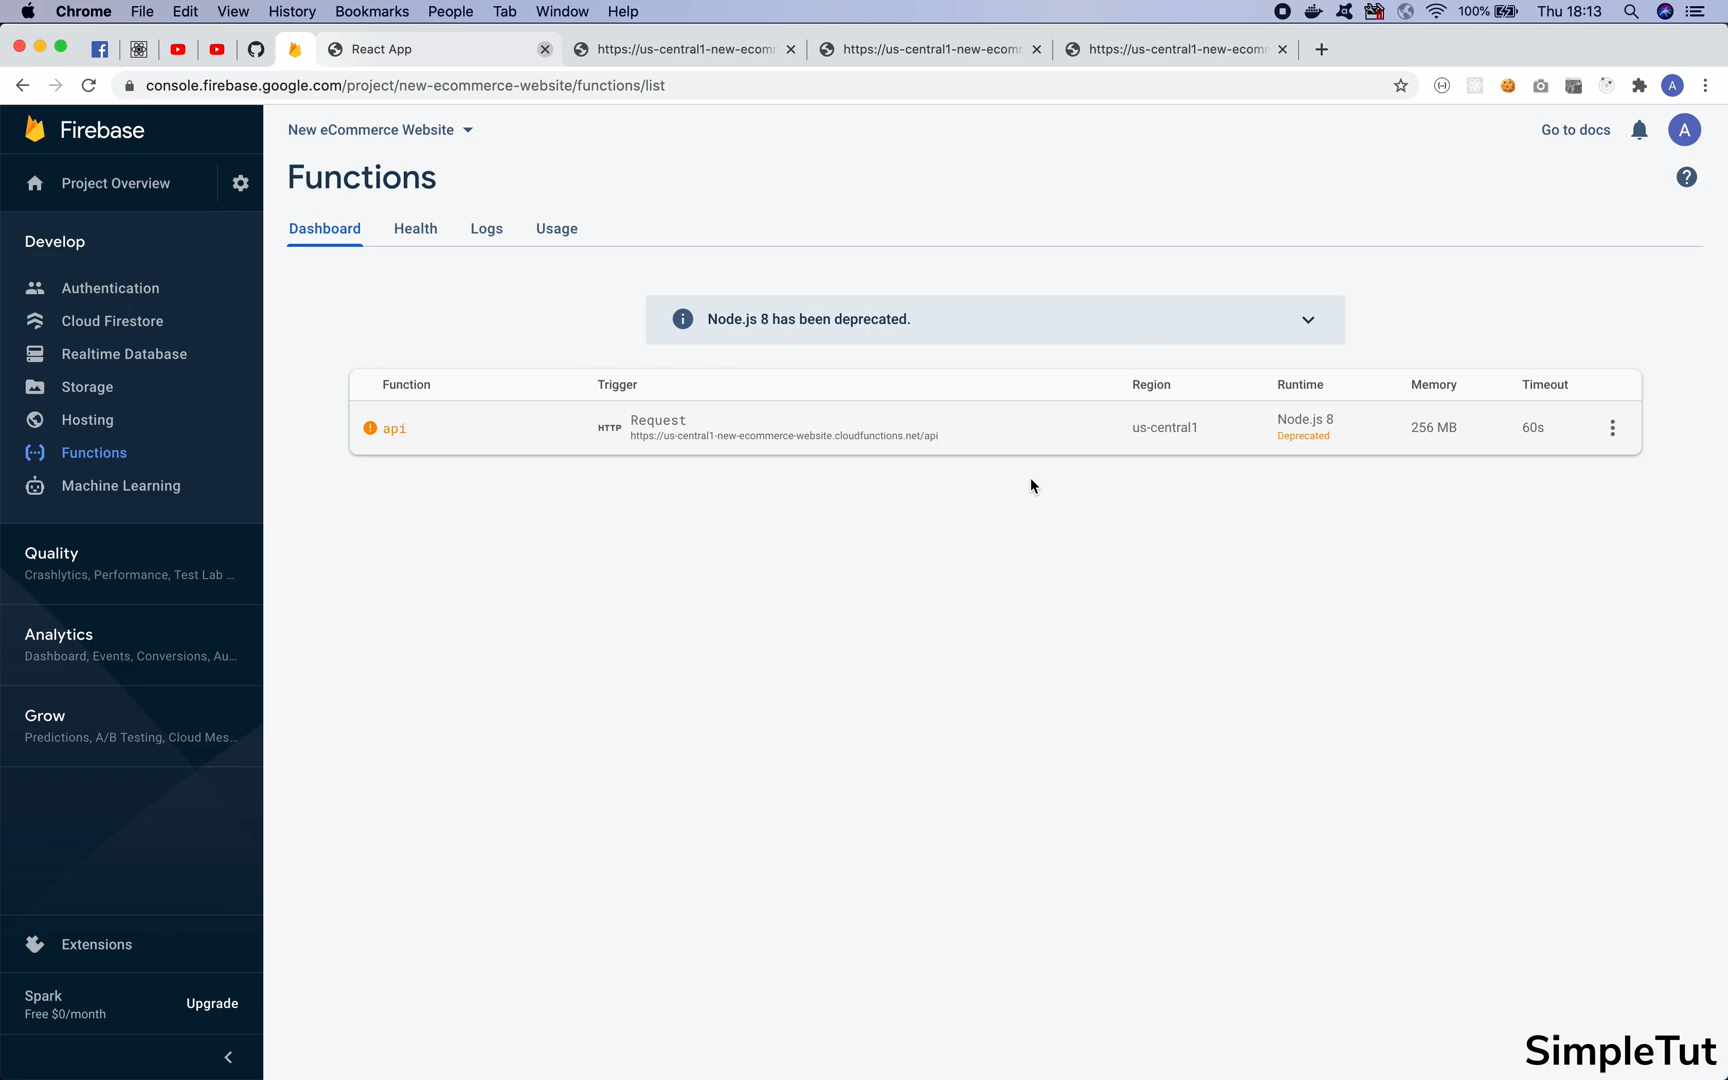 Chrome File Edit View History Bookmarks People Tab Window Help 100% Thu 18:13
React App https://us-central1-new-ecom https://us-central1-new-ecom https://us-central1-new-ecom
console.firebase.google.com/project/new-ecommerce-website/functions/list A
Firebase
New eCommerce Website
Go to docs
A
Project Overview
Functions
Dashboard Health Logs Usage
Develop
Authentication
Cloud Firestore
Realtime Database
Storage
Hosting
Functions
Machine Learning
Node.js 8 has been deprecated.
Function Trigger Region Runtime Memory Timeout
api HTTP Request us-central1 Node.js 8 256 MB 60s
https://us-central1-new-ecommerce-website.cloudfunctions.net/api Deprecated
Quality
Crashlytics, Performance, Test Lab ...
Analytics
Dashboard, Events, Conversions, Au...
Grow
Predictions, A/B Testing, Cloud Mes...
Extensions
Spark
Free $0/month
Upgrade
SimpleTut